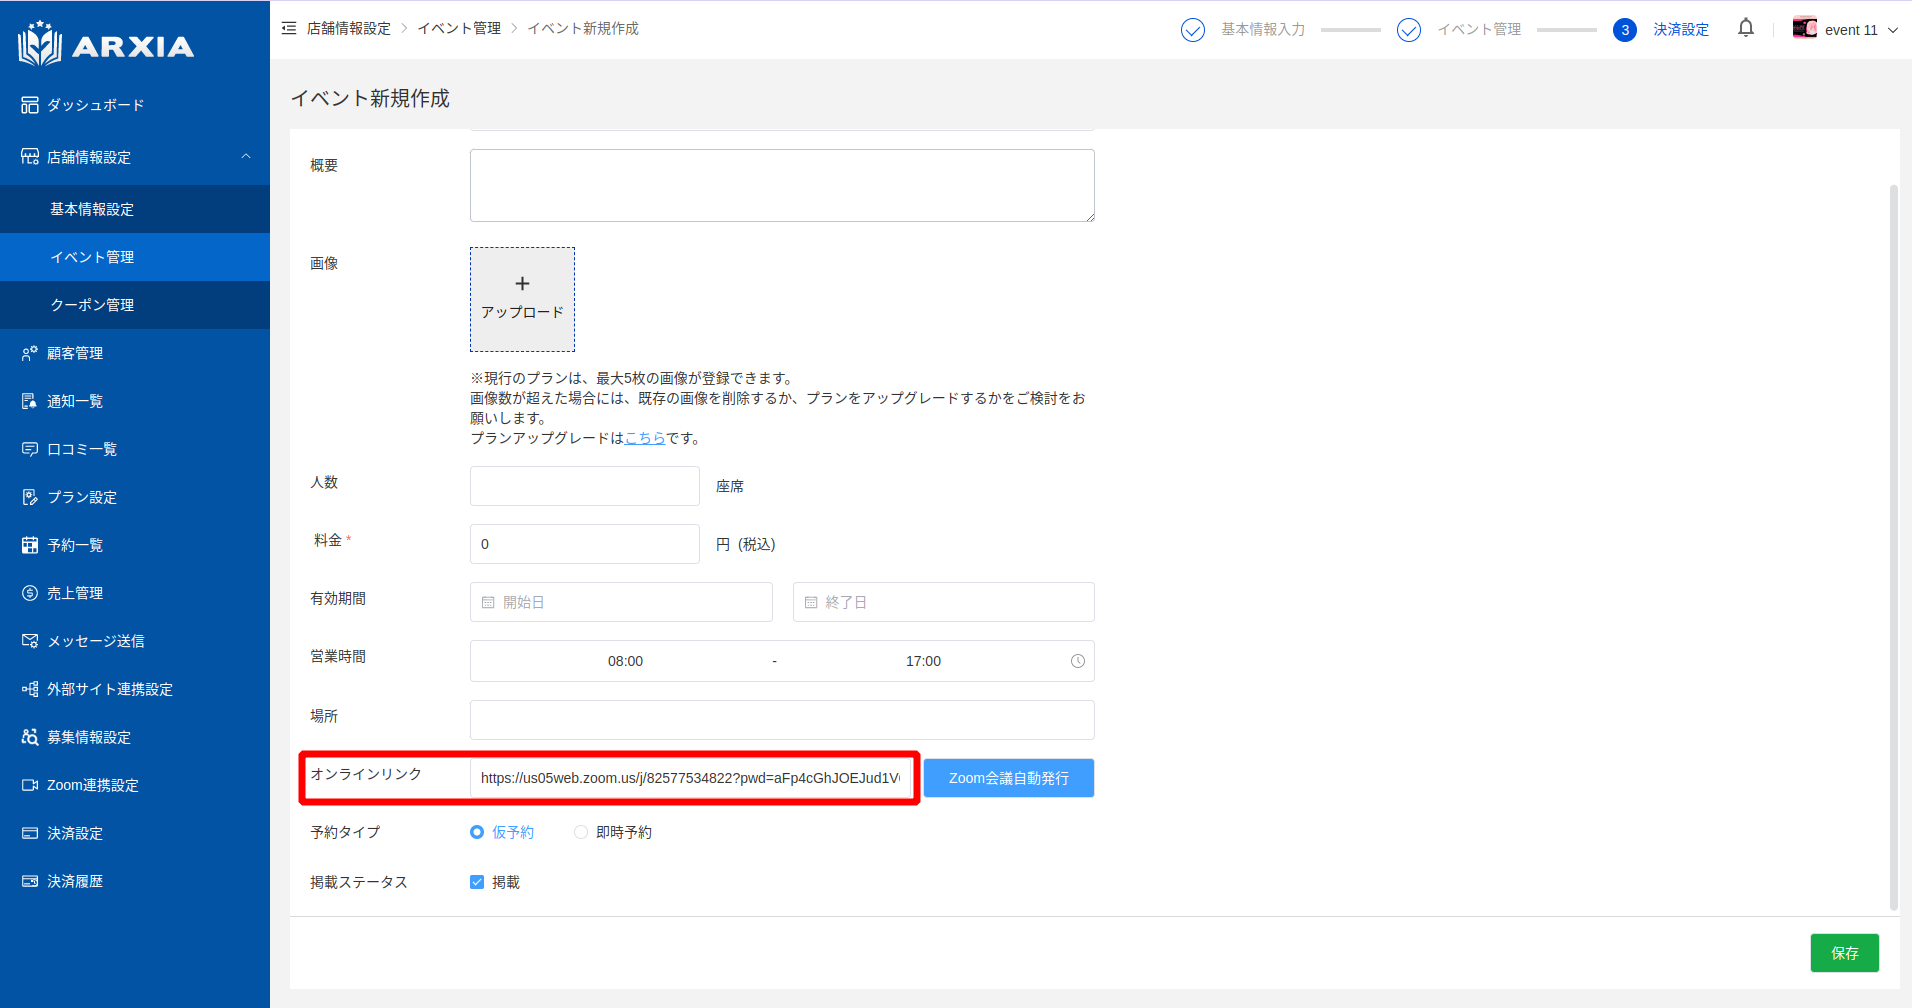 ARXIA
ダッシュボード
店舗情報設定
基本情報設定
イベント管理
クーポン管理
顧客管理
通知一覧
口コミ一覧
プラン設定
予約一覧
売上管理
メッセージ送信
外部サイト連携設定
募集情報設定
Zoom連携設定
決済設定
決済履歴
店舗情報設定 > イベント管理 > イベント新規作成
基本情報入力
イベント管理
3 決済設定
event 11
イベント新規作成
概要
画像
+
アップロード
※現行のプランは、最大5枚の画像が登録できます。
画像数が超えた場合には、既存の画像を削除するか、プランをアップグレードするかをご検討をお
願いします。
プランアップグレードはこちらです。
人数
座席
料金 *
0
円 (税込)
有効期間
開始日
終了日
営業時間
08:00 - 17:00
場所
オンラインリンク
https://us05web.zoom.us/j/82577534822?pwd=aFp4cGhJOEJud1V
Zoom会議自動発行
予約タイプ
仮予約
即時予約
掲載ステータス
掲載
保存